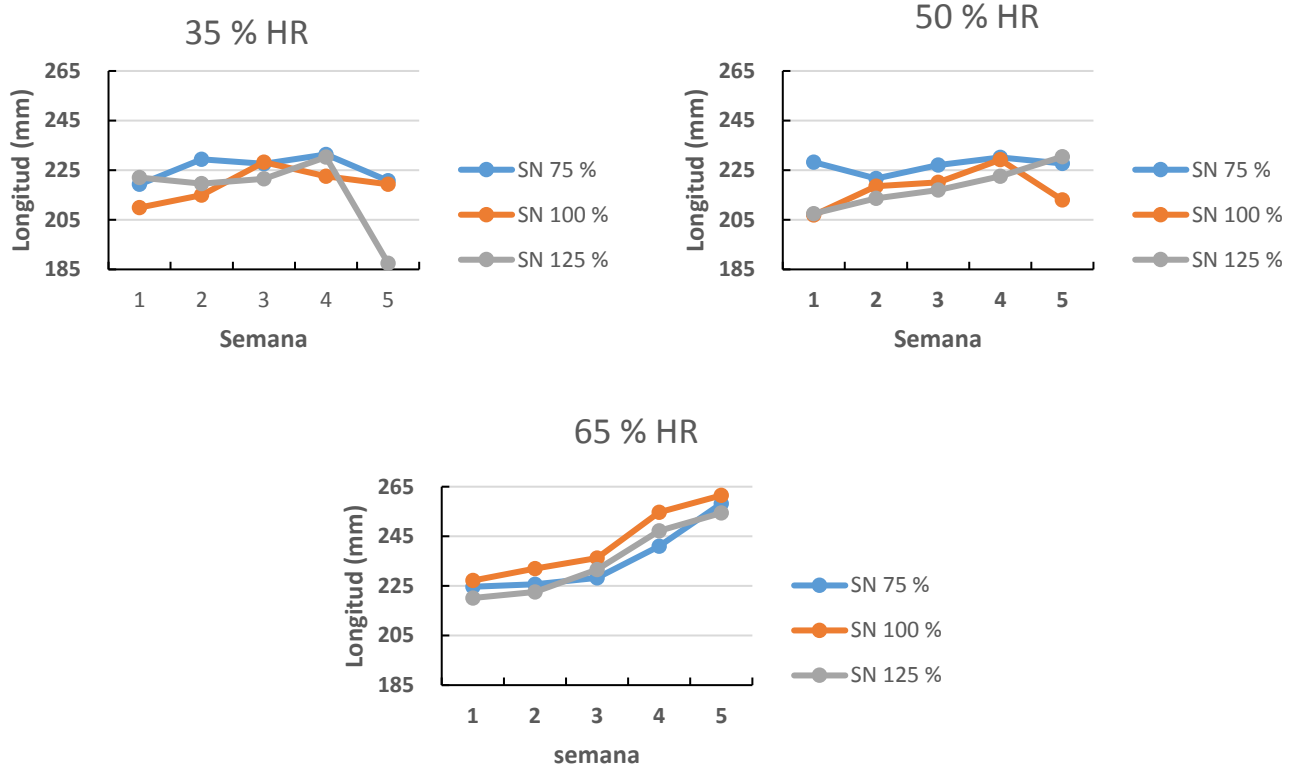 35 % HR
265
245
225
205
185
Longitud (mm)
1 2 3 4 5
Semana
SN 75 %
SN 100 %
SN 125 %
50 % HR
265
245
225
205
185
Longitud (mm)
1 2 3 4 5
Semana
SN 75 %
SN 100 %
SN 125 %
65 % HR
265
245
225
205
185
Longitud (mm)
1 2 3 4 5
semana
SN 75 %
SN 100 %
SN 125 %